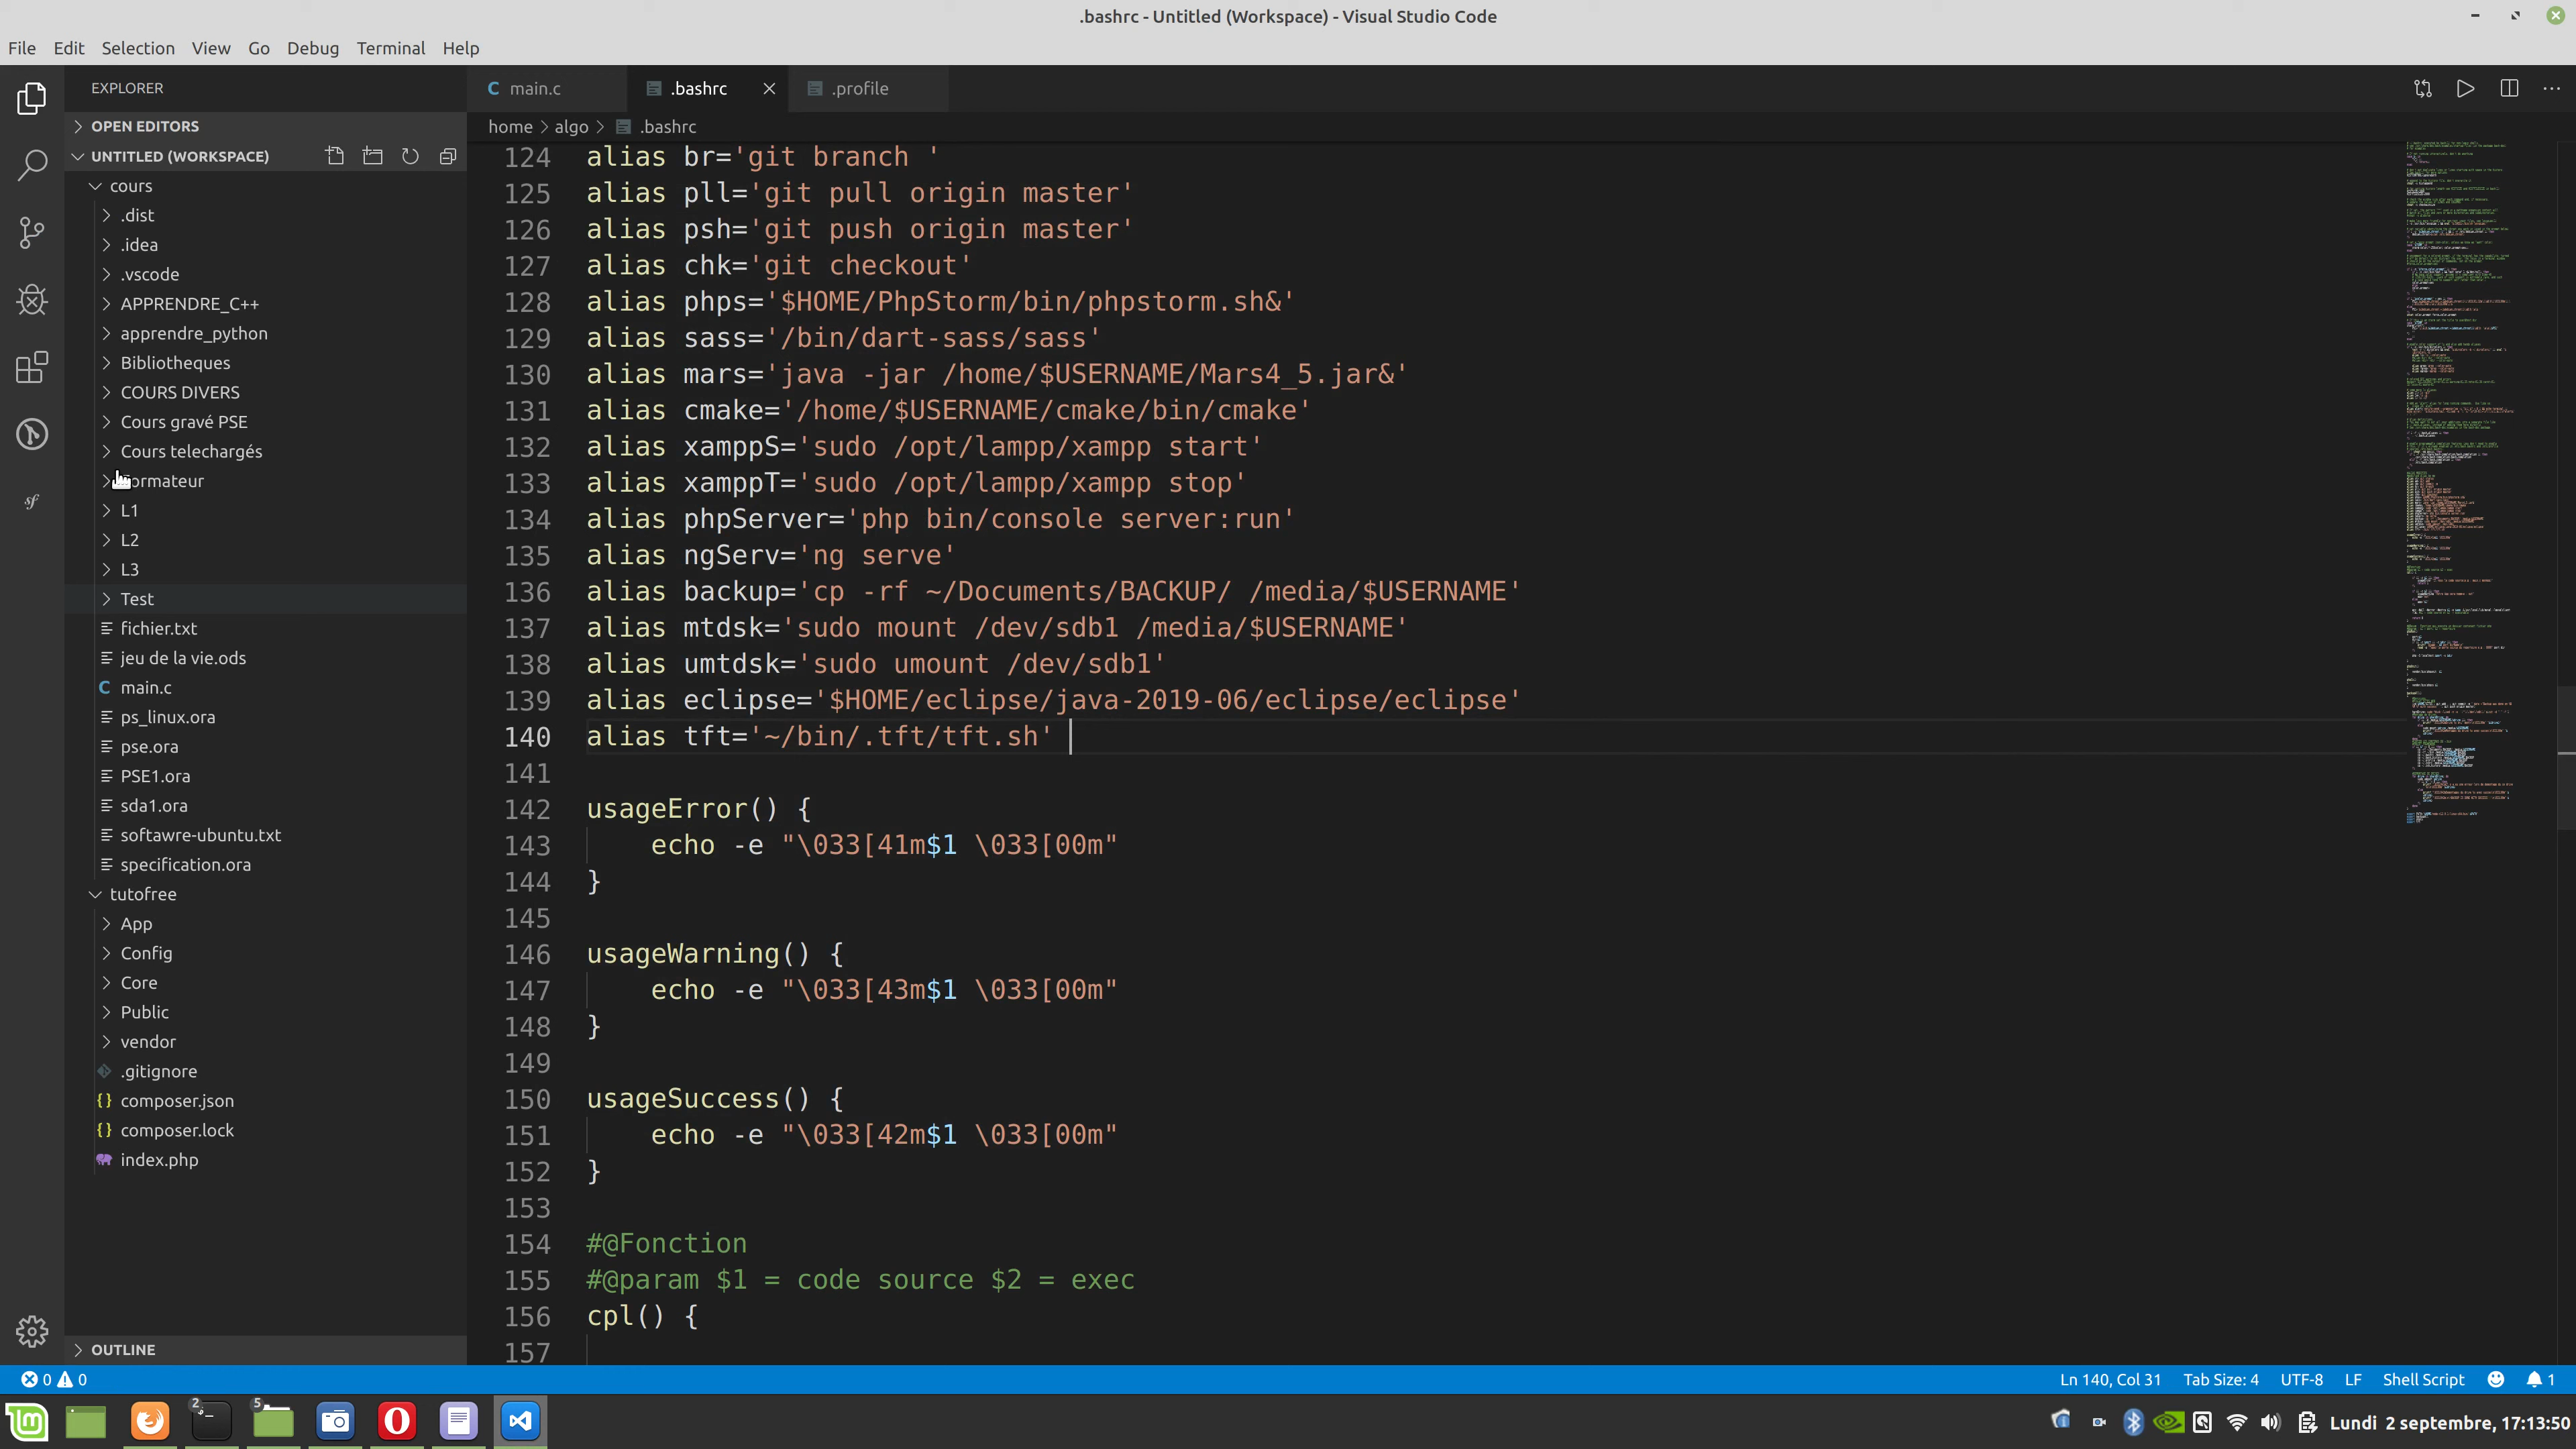 .bashrc - Untitled (Workspace) - Visual Studio Code
File Edit Selection View Go Debug Terminal Help
EXPLORER
OPEN EDITORS
UNTITLED (WORKSPACE)
cours
.dist
.idea
.vscode
APPRENDRE_C++
apprendre_python
Bibliotheques
COURS DIVERS
Cours gravé PSE
Cours telechargés
ormateur
L1
L2
L3
Test
fichier.txt
jeu de la vie.ods
C main.c
ps_linux.ora
pse.ora
PSE1.ora
sda1.ora
softawre-ubuntu.txt
specification.ora
tutofree
App
Config
Core
Public
vendor
.gitignore
{} composer.json
{} composer.lock
index.php
OUTLINE
C main.c .bashrc .profile
home > algo > .bashrc
124 alias br='git branch '
125 alias pll='git pull origin master'
126 alias psh='git push origin master'
127 alias chk='git checkout'
128 alias phps='$HOME/PhpStorm/bin/phpstorm.sh&'
129 alias sass='/bin/dart-sass/sass'
130 alias mars='java -jar /home/$USERNAME/Mars4_5.jar&'
131 alias cmake='/home/$USERNAME/cmake/bin/cmake'
132 alias xamppS='sudo /opt/lampp/xampp start'
133 alias xamppT='sudo /opt/lampp/xampp stop'
134 alias phpServer='php bin/console server:run'
135 alias ngServ='ng serve'
136 alias backup='cp -rf ~/Documents/BACKUP/ /media/$USERNAME'
137 alias mtdsk='sudo mount /dev/sdb1 /media/$USERNAME'
138 alias umtdsk='sudo umount /dev/sdb1'
139 alias eclipse='$HOME/eclipse/java-2019-06/eclipse/eclipse'
140 alias tft='~/bin/.tft/tft.sh'
141
142 usageError() {
143 echo -e "\033[41m$1 \033[00m"
144 }
145
146 usageWarning() {
147 echo -e "\033[43m$1 \033[00m"
148 }
149
150 usageSuccess() {
151 echo -e "\033[42m$1 \033[00m"
152 }
153
154 #@Fonction
155 #@param $1 = code source $2 = exec
156 cpl() {
157
0 0 Ln 140, Col 31 Tab Size: 4 UTF-8 LF Shell Script 1
2 5 Lundi 2 septembre, 17:13:50